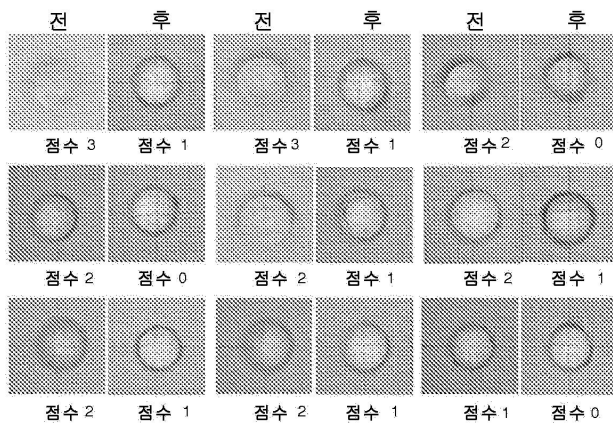 전 후 전 후 전 후
점수 3 점수 1 점수3 점수 1 점수2 점수 0
점수 2 점수0 점수 2 점수 1 점수 2 점수 1
점수 2 점수 1 점수 2 점수 1 점수1 점수 0